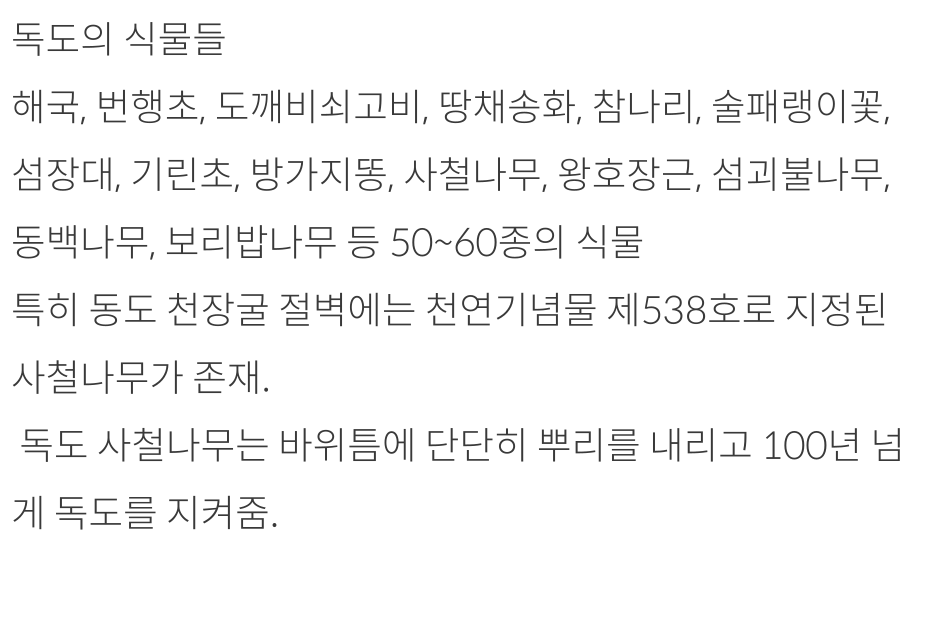 독도의 식물들
해국, 번행초, 도깨비쇠고비, 땅채송화, 참나리, 술패랭이꽃,
섬장대, 기린초, 방가지똥, 사철나무, 왕호장근, 섬괴불나무,
동백나무, 보리밥나무 등 50~60종의 식물
특히 동도 천장굴 절벽에는 천연기념물 제538호로 지정된
사철나무가 존재.
독도 사철나무는 바위틈에 단단히 뿌리를 내리고 100년 넘
게 독도를 지켜줌.